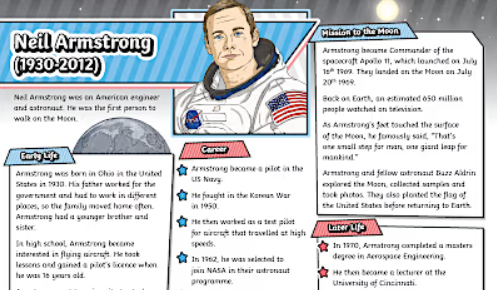 Neil Armstrong
(1930-2012)
Neil Armstrong was an American engineer
and astronaut. He was the first person to
walk on the Moon.
Early Life
Armstrong was born in Ohio in the United
States in 1930. His father worked for the
government and had to work in different
places, so the family moved home often.
Armstrong had a younger brother and
sister.
In high school, Armstrong became
interested in flying aircraft. He took
lessons and gained a pilot's licence when
he was 16 years old.
Career
Armstrong became a pilot in the
US Navy.
He fought in the Korean War
in 1950.
He then worked as a test pilot
for aircraft that travelled at high
speeds.
In 1962, he was selected to
join NASA in their astronaut
programme.
Mission to the Moon
Armstrong became Commander of the
spacecraft Apollo 11, which launched on July
16th 1969. They landed on the Moon on July
20th 1969.
Back on Earth, an estimated 650 million
people watched on television.
As Armstrong's feet touched the surface
of the Moon, he famously said, "That's
one small step for man, one giant leap for
mankind."
Armstrong and fellow astronaut Buzz Aldrin
explored the Moon, collected samples and
took photos. They also planted the flag of
the United States before returning to Earth.
Later Life
In 1970, Armstrong completed a masters
degree in Aerospace Engineering.
He then became a lecturer at the
University of Cincinnati.